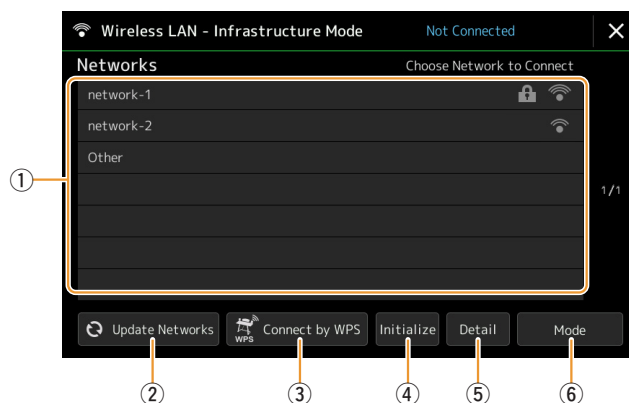 Wireless LAN - Infrastructure Mode Not Connected
Networks Choose Network to Connect
network-1
network-2
Other
① 1/1
Update Networks WPS Connect by WPS Initialize Detail Mode
② ③ ④ ⑤ ⑥